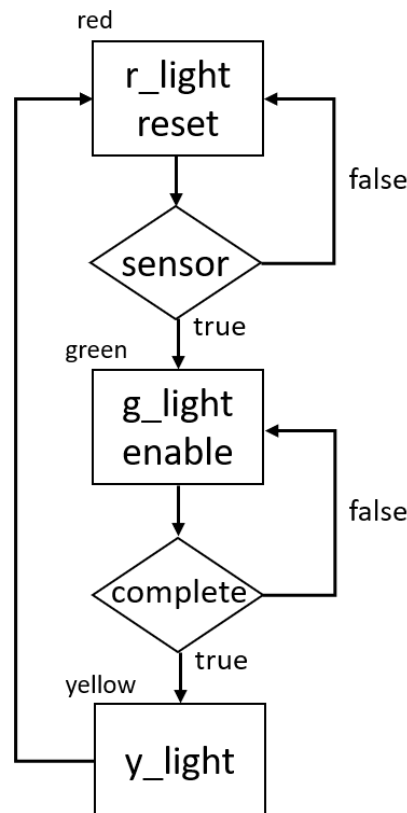 red
r_light
reset
false
sensor
true
green
g_light
enable
false
complete
true
yellow
y_light